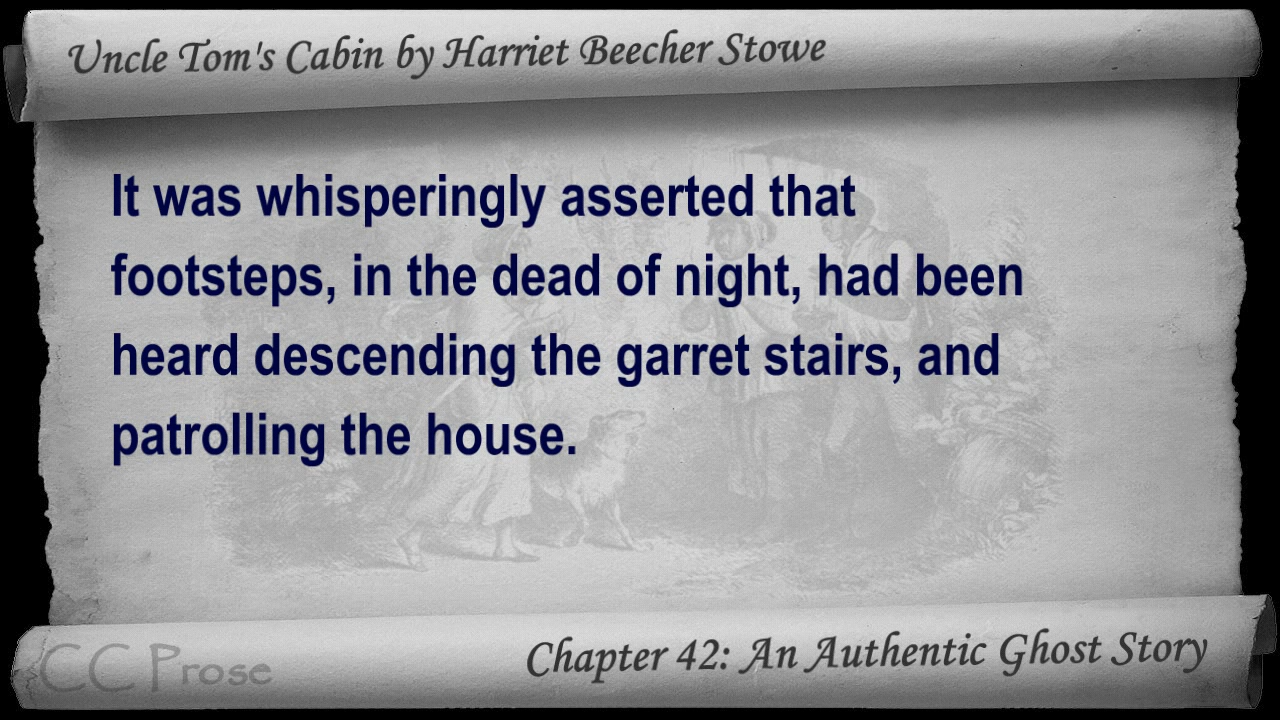 Uncle Tom's Cabin by Harriet Beecher Stowe
It was whisperingly asserted that
footsteps, in the dead of night, had been
heard descending the garret stairs, and
patrolling the house.
CC Prose
Chapter 42: An Authentic Ghost Story